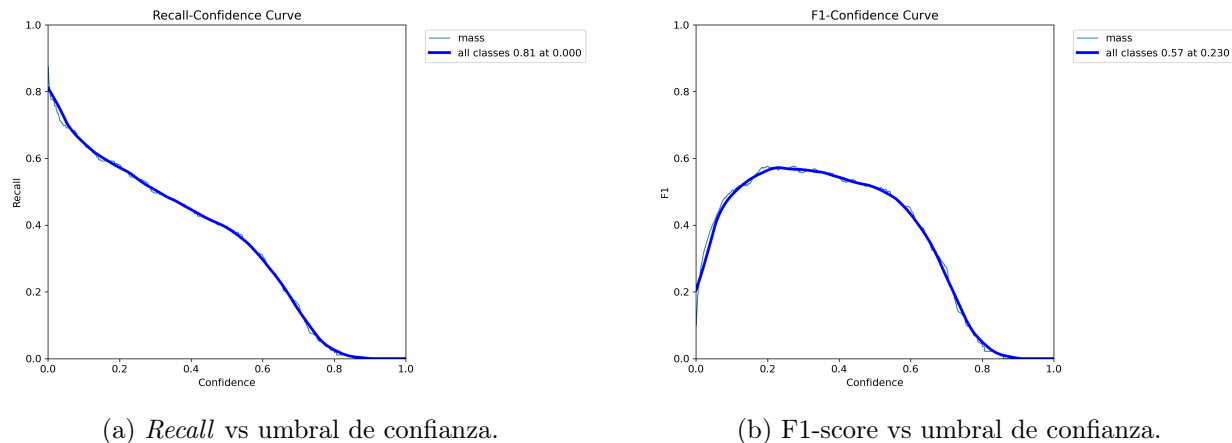 Recall-Confidence Curve
1.0
0.8
0.6
0.4
0.2
0.0
Recall
0.0 0.2 0.4 0.6 0.8 1.0
Confidence
mass
all classes 0.81 at 0.000
(a) Recall vs umbral de confianza.
F1-Confidence Curve
1.0
0.8
0.6
0.4
0.2
0.0
F1
0.0 0.2 0.4 0.6 0.8 1.0
Confidence
mass
all classes 0.57 at 0.230
(b) F1-score vs umbral de confianza.